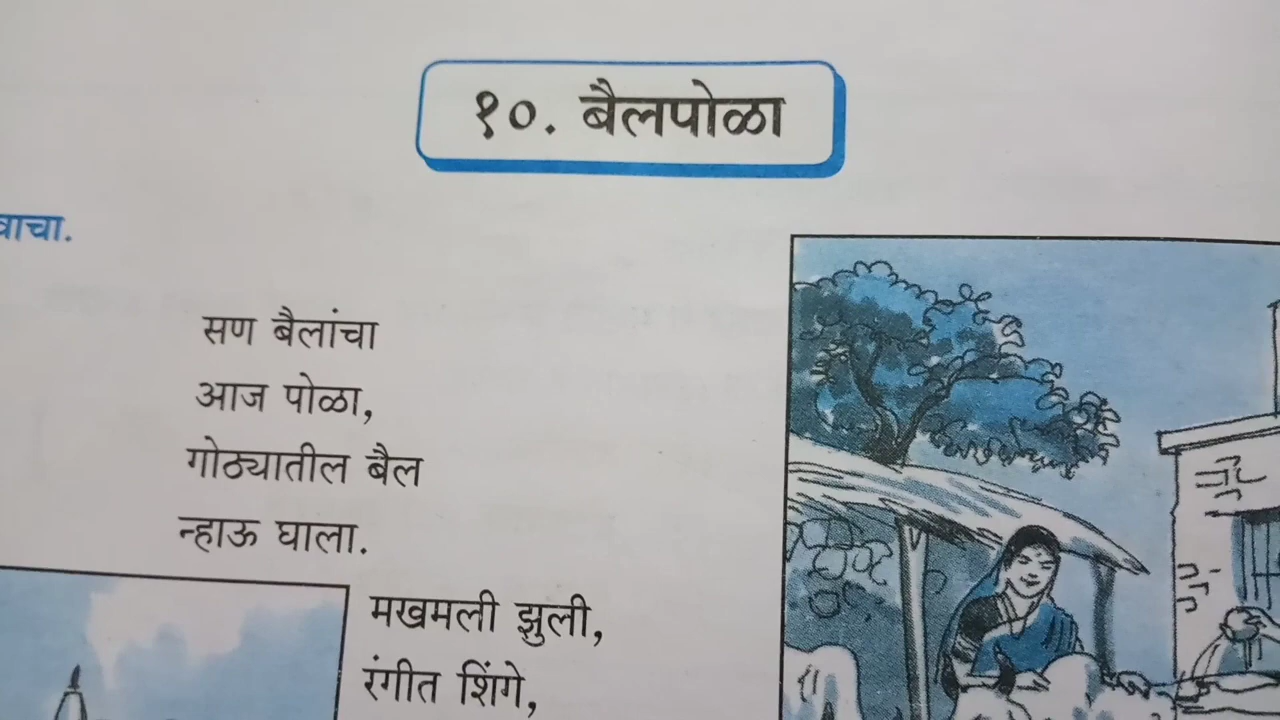 १०. बैलपोळा
वाचा.
सण बैलांचा
आज पोळा,
गोठ्यातील बैल
न्हाऊ घाला.
मखमली झुली,
रंगीत शिंगे,